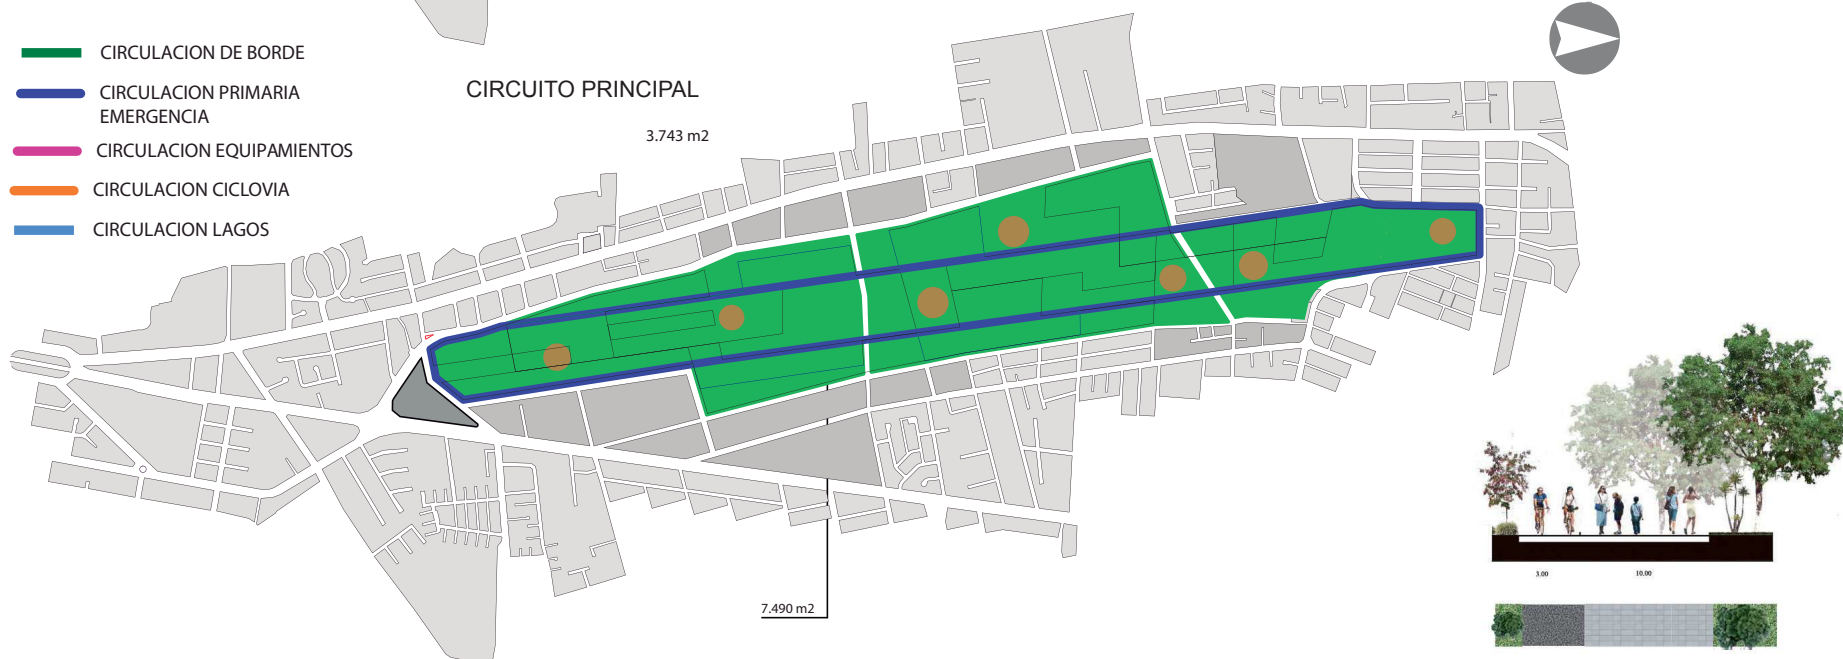 CIRCULACION DE BORDE
CIRCULACION PRIMARIA
EMERGENCIA
CIRCULACION EQUIPAMIENTOS
CIRCULACION CICLOVIA
CIRCULACION LAGOS
CIRCUITO PRINCIPAL
3.743 m2
7.490 m2
3.00
10.00